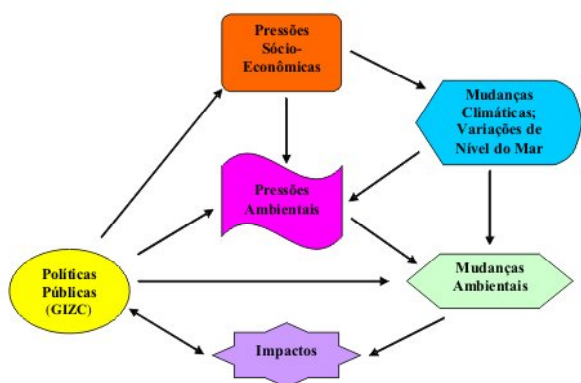 Pressões
Sócio-
Econômicas
Mudanças
Climáticas;
Variações de
Nível do Mar
Pressões
Ambientais
Políticas
Públicas
(GIZC)
Mudanças
Ambientais
Impactos